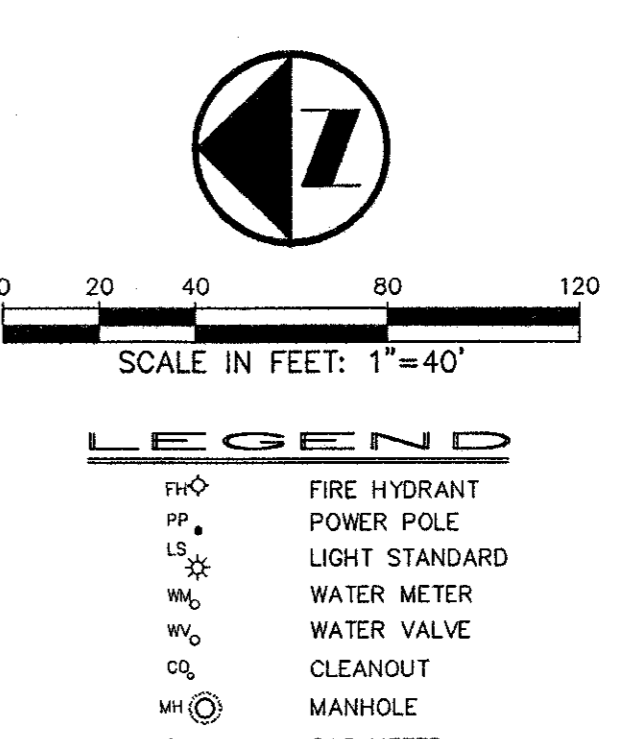 N
0 20 40 80 120
SCALE IN FEET: 1"=40'
LEGEND
FH FIRE HYDRANT
PP POWER POLE
LS LIGHT STANDARD
WM WATER METER
WV WATER VALVE
CO CLEANOUT
MH MANHOLE